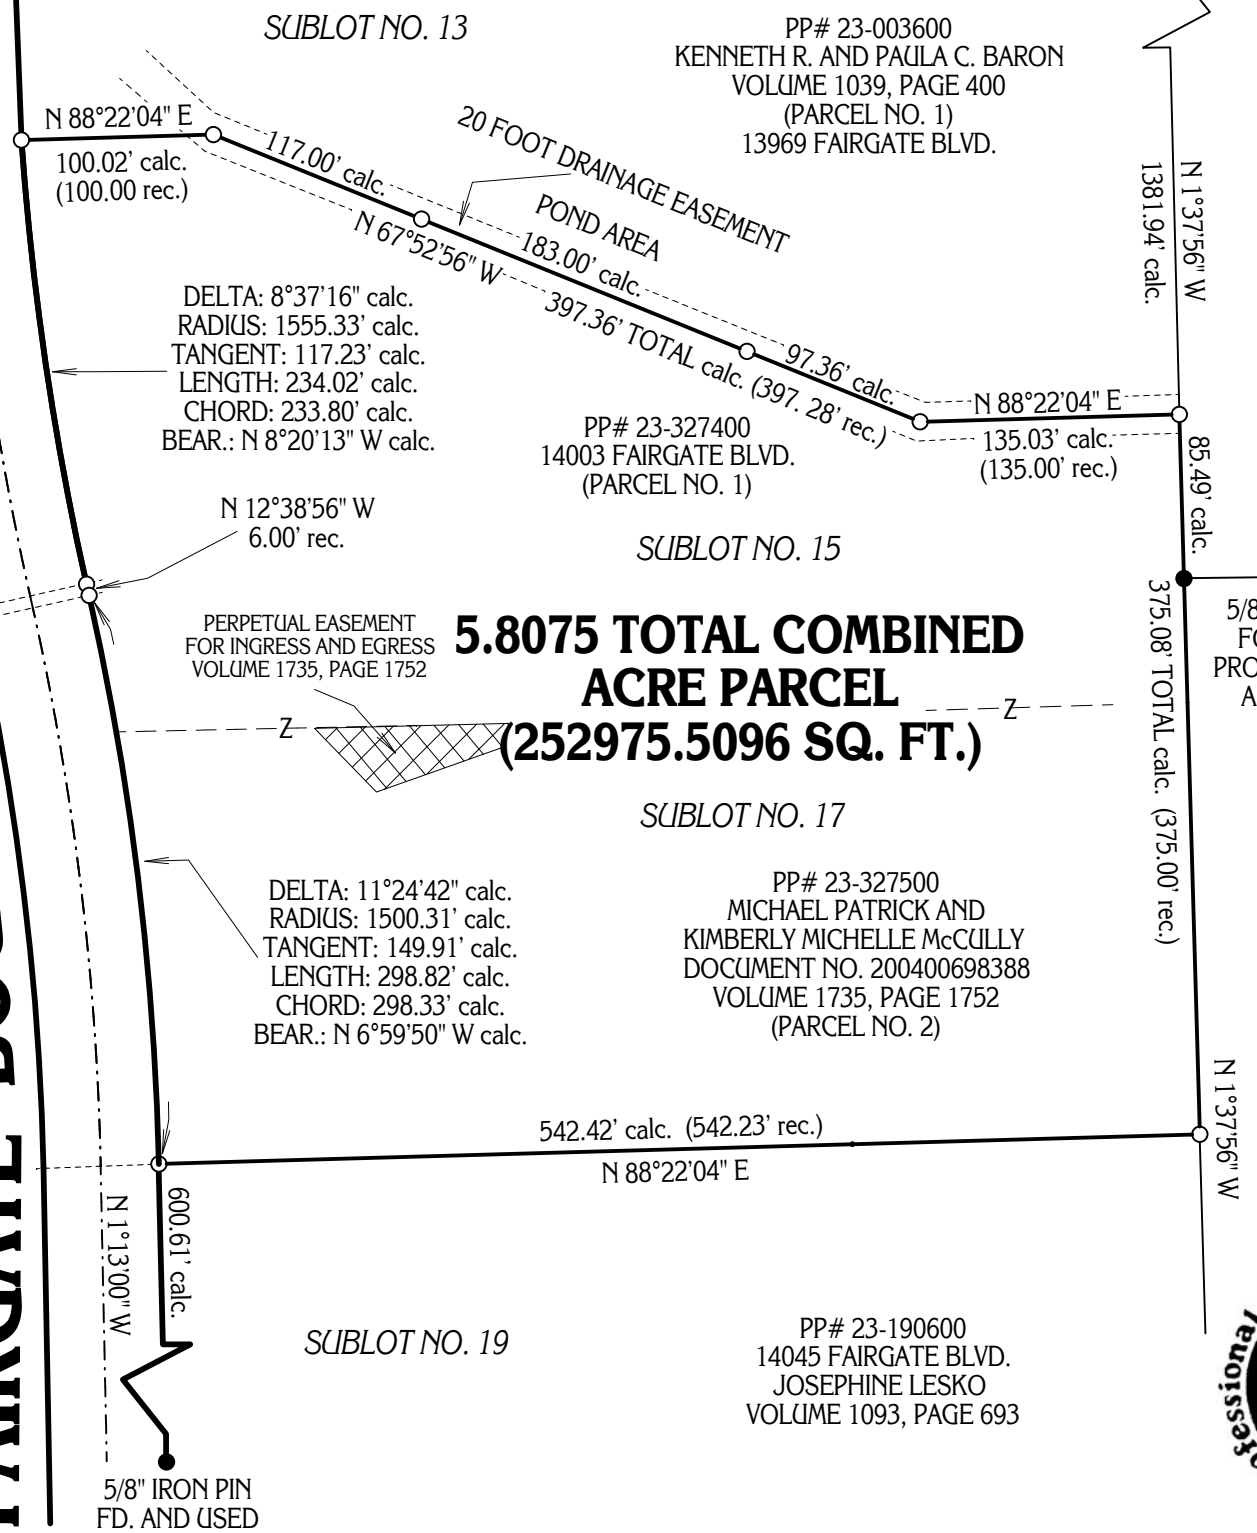 SUBLOT NO. 13
PP# 23-003600
KENNETH R. AND PAULA C. BARON
VOLUME 1039, PAGE 400
(PARCEL NO. 1)
13969 FAIRGATE BLVD.
N 88°22'04" E
100.02' calc.
(100.00 rec.)
117.00' calc.
20 FOOT DRAINAGE EASEMENT
POND AREA
N 67°52'56" W
183.00' calc.
397.36' TOTAL calc. (397. 28' rec.)
97.36' calc.
N 1°37'56" W
1381.94' calc.
N 88°22'04" E
135.03' calc.
(135.00' rec.)
85.49' calc.
DELTA: 8°37'16" calc.
RADIUS: 1555.33' calc.
TANGENT: 117.23' calc.
LENGTH: 234.02' calc.
CHORD: 233.80' calc.
BEAR.: N 8°20'13" W calc.
PP# 23-327400
14003 FAIRGATE BLVD.
(PARCEL NO. 1)
N 12°38'56" W
6.00' rec.
SUBLOT NO. 15
PERPETUAL EASEMENT
FOR INGRESS AND EGRESS
VOLUME 1735, PAGE 1752
5.8075 TOTAL COMBINED
ACRE PARCEL
(252975.5096 SQ. FT.)
Z
Z
375.08' TOTAL calc. (375.00' rec.)
SUBLOT NO. 17
DELTA: 11°24'42" calc.
RADIUS: 1500.31' calc.
TANGENT: 149.91' calc.
LENGTH: 298.82' calc.
CHORD: 298.33' calc.
BEAR.: N 6°59'50" W calc.
PP# 23-327500
MICHAEL PATRICK AND
KIMBERLY MICHELLE McCULLY
DOCUMENT NO. 200400698388
VOLUME 1735, PAGE 1752
(PARCEL NO. 2)
542.42' calc. (542.23' rec.)
N 88°22'04" E
N 1°37'56" W
600.61' calc.
N 1°13'00" W
SUBLOT NO. 19
PP# 23-190600
14045 FAIRGATE BLVD.
JOSEPHINE LESKO
VOLUME 1093, PAGE 693
5/8" IRON PIN
FD. AND USED